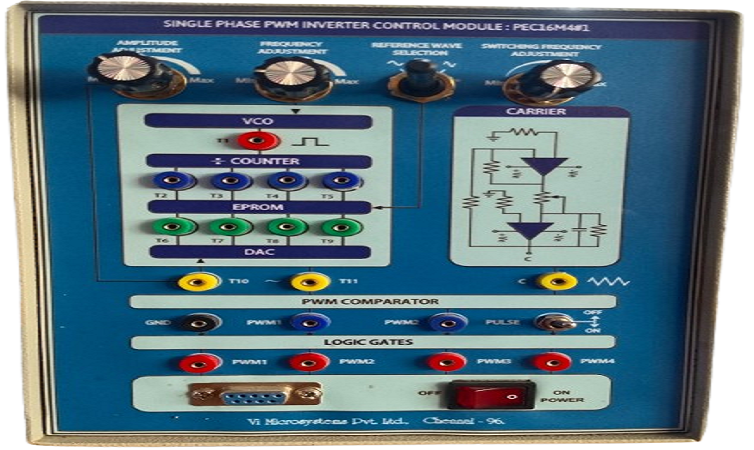 SINGLE PHASE PWM INVERTER CONTROL MODULE : PEC16M4#1
AMPLITUDE ADJUSTMENT
FREQUENCY ADJUSTMENT
REFERENCE WAVE SELECTION
SWITCHING FREQUENCY ADJUSTMENT
Max
Max
VCO
CARRIER
T1
COUNTER
T2 T3 T4 T5
EPROM
T6 T7 T8 T9
DAC
C
T10 T11 C
PWM COMPARATOR
GND PWM1 PWM2 PULSE OFF
ON
LOGIC GATES
PWM1 PWM2 PWM3 PWM4
OFF ON
POWER
Vi Microsystems Pvt. Ltd., Chennai - 96.